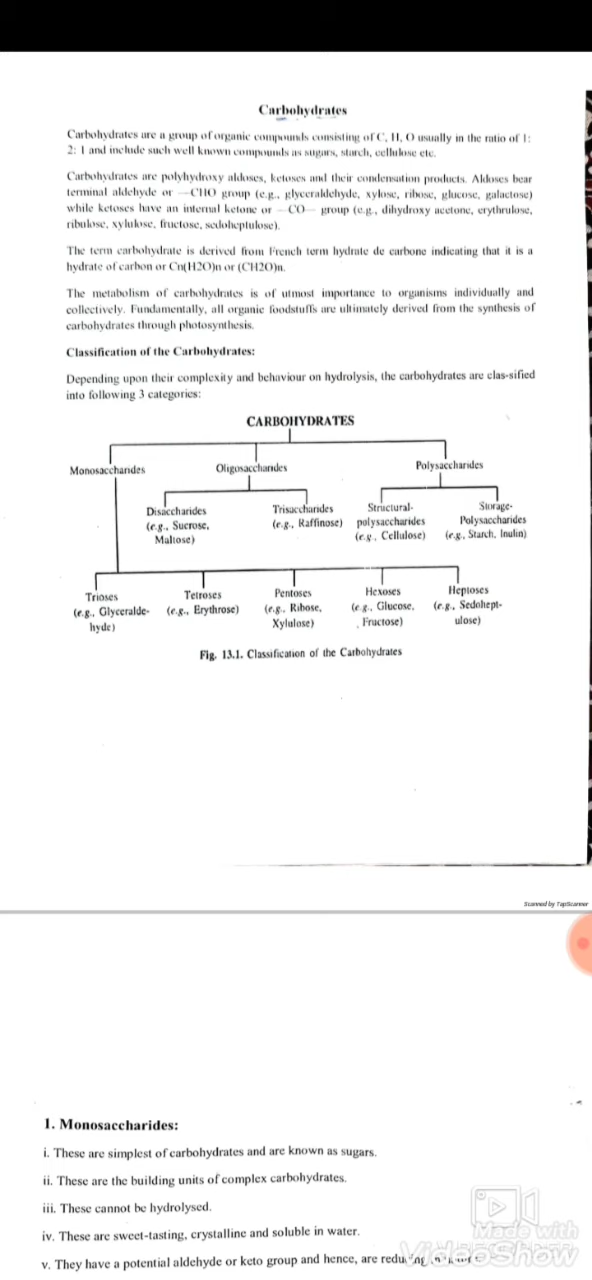 Carbohydrates
Carbohydrates are a group of organic compounds consisting of C, H, O usually in the ratio of 1:
2: 1 and include such well known compounds as sugars, starch, cellulose etc.
Carbohydrates are polyhydroxy aldoses, ketoses and their condensation products. Aldoses bear
terminal aldehyde or —CHO group (e.g., glyceraldehyde, xylose, ribose, glucose, galactose)
while ketoses have an internal ketone or —CO— group (e.g., dihydroxy acetone, erythrulose,
ribulose, xylulose, fructose, sedoheptulose).
The term carbohydrate is derived from French term hydrate de carbone indicating that it is a
hydrate of carbon or Cn(H2O)n or (CH2O)n.
The metabolism of carbohydrates is of utmost importance to organisms individually and
collectively. Fundamentally, all organic foodstuffs are ultimately derived from the synthesis of
carbohydrates through photosynthesis.
Classification of the Carbohydrates:
Depending upon their complexity and behaviour on hydrolysis, the carbohydrates are clas-sified
into following 3 categories:
CARBOHYDRATES
Monosaccharides Oligosaccharides Polysaccharides
Disaccharides Trisaccharides Structural- Storage-
(e.g., Sucrose, (e.g., Raffinose) polysaccharides Polysaccharides
Maltose) (e.g., Cellulose) (e.g., Starch, Inulin)
Trioses Tetroses Pentoses Hexoses Heptoses
(e.g., Glyceralde- (e.g., Erythrose) (e.g., Ribose, (e.g., Glucose, (e.g., Sedohept-
hyde) Xylulose) Fructose) ulose)
Fig. 13.1. Classification of the Carbohydrates
Scanned by TapScanner
1. Monosaccharides:
i. These are simplest of carbohydrates and are known as sugars.
ii. These are the building units of complex carbohydrates.
iii. These cannot be hydrolysed.
iv. These are sweet-tasting, crystalline and soluble in water.
v. They have a potential aldehyde or keto group and hence, are reducing
Made with
VideoShow